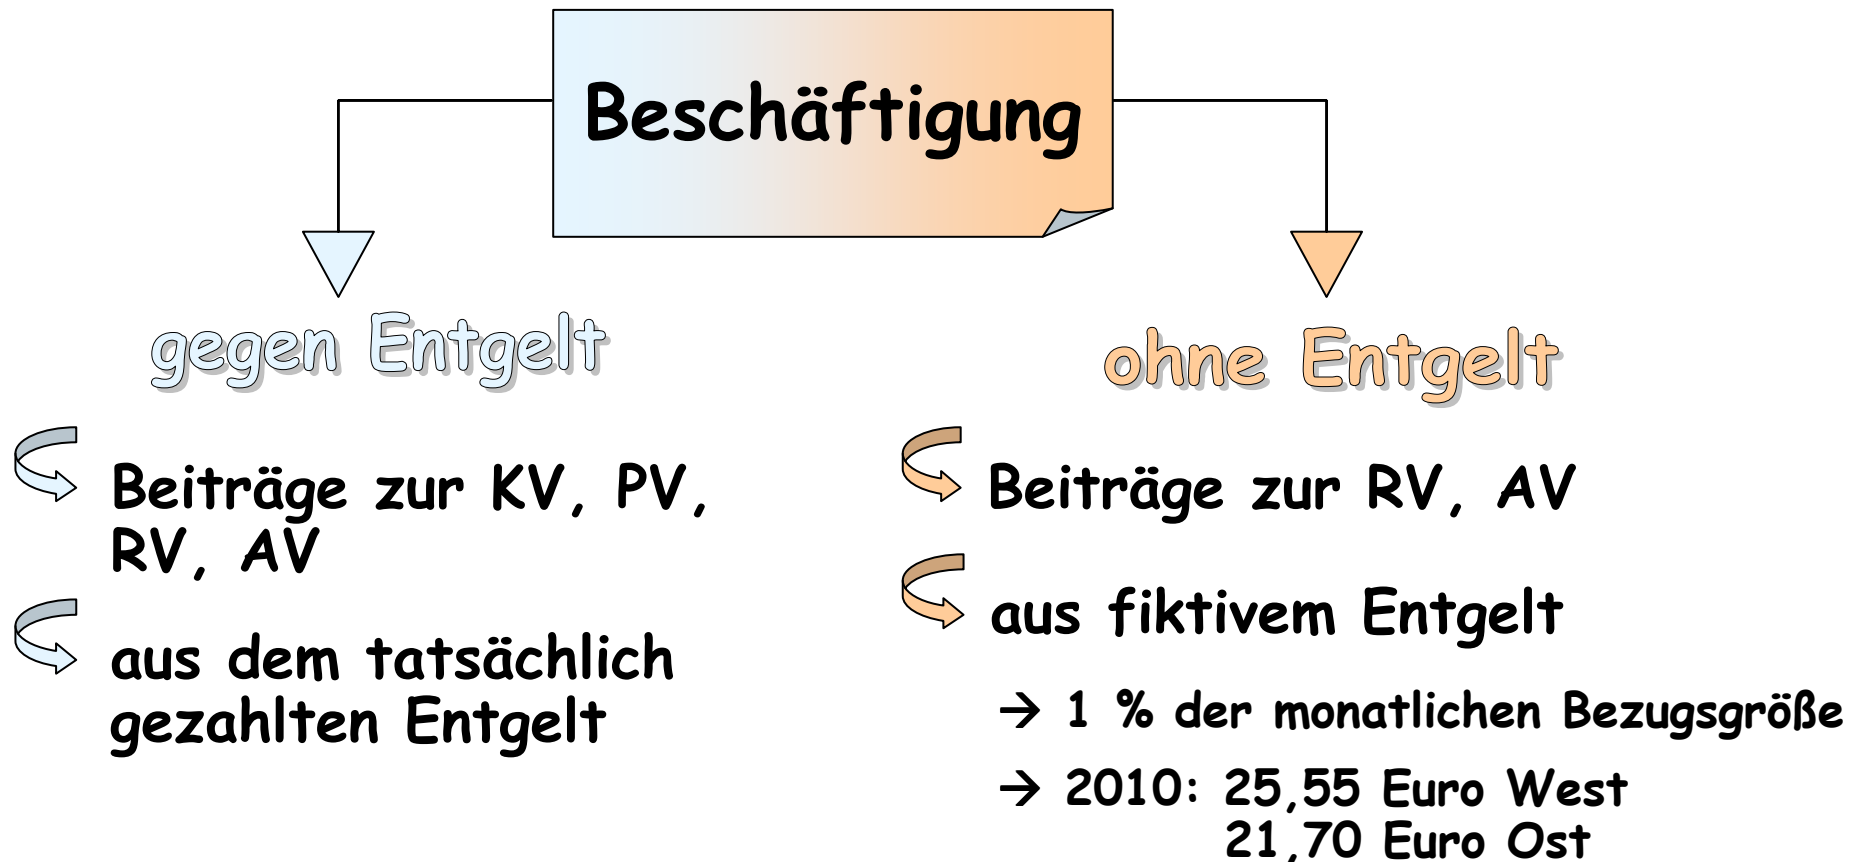 Beschäftigung
gegen Entgelt
Beiträge zur KV, PV,
RV, AV
aus dem tatsächlich
gezahlten Entgelt
ohne Entgelt
Beiträge zur RV, AV
aus fiktivem Entgelt
→ 1 % der monatlichen Bezugsgröße
→ 2010: 25,55 Euro West
21,70 Euro Ost